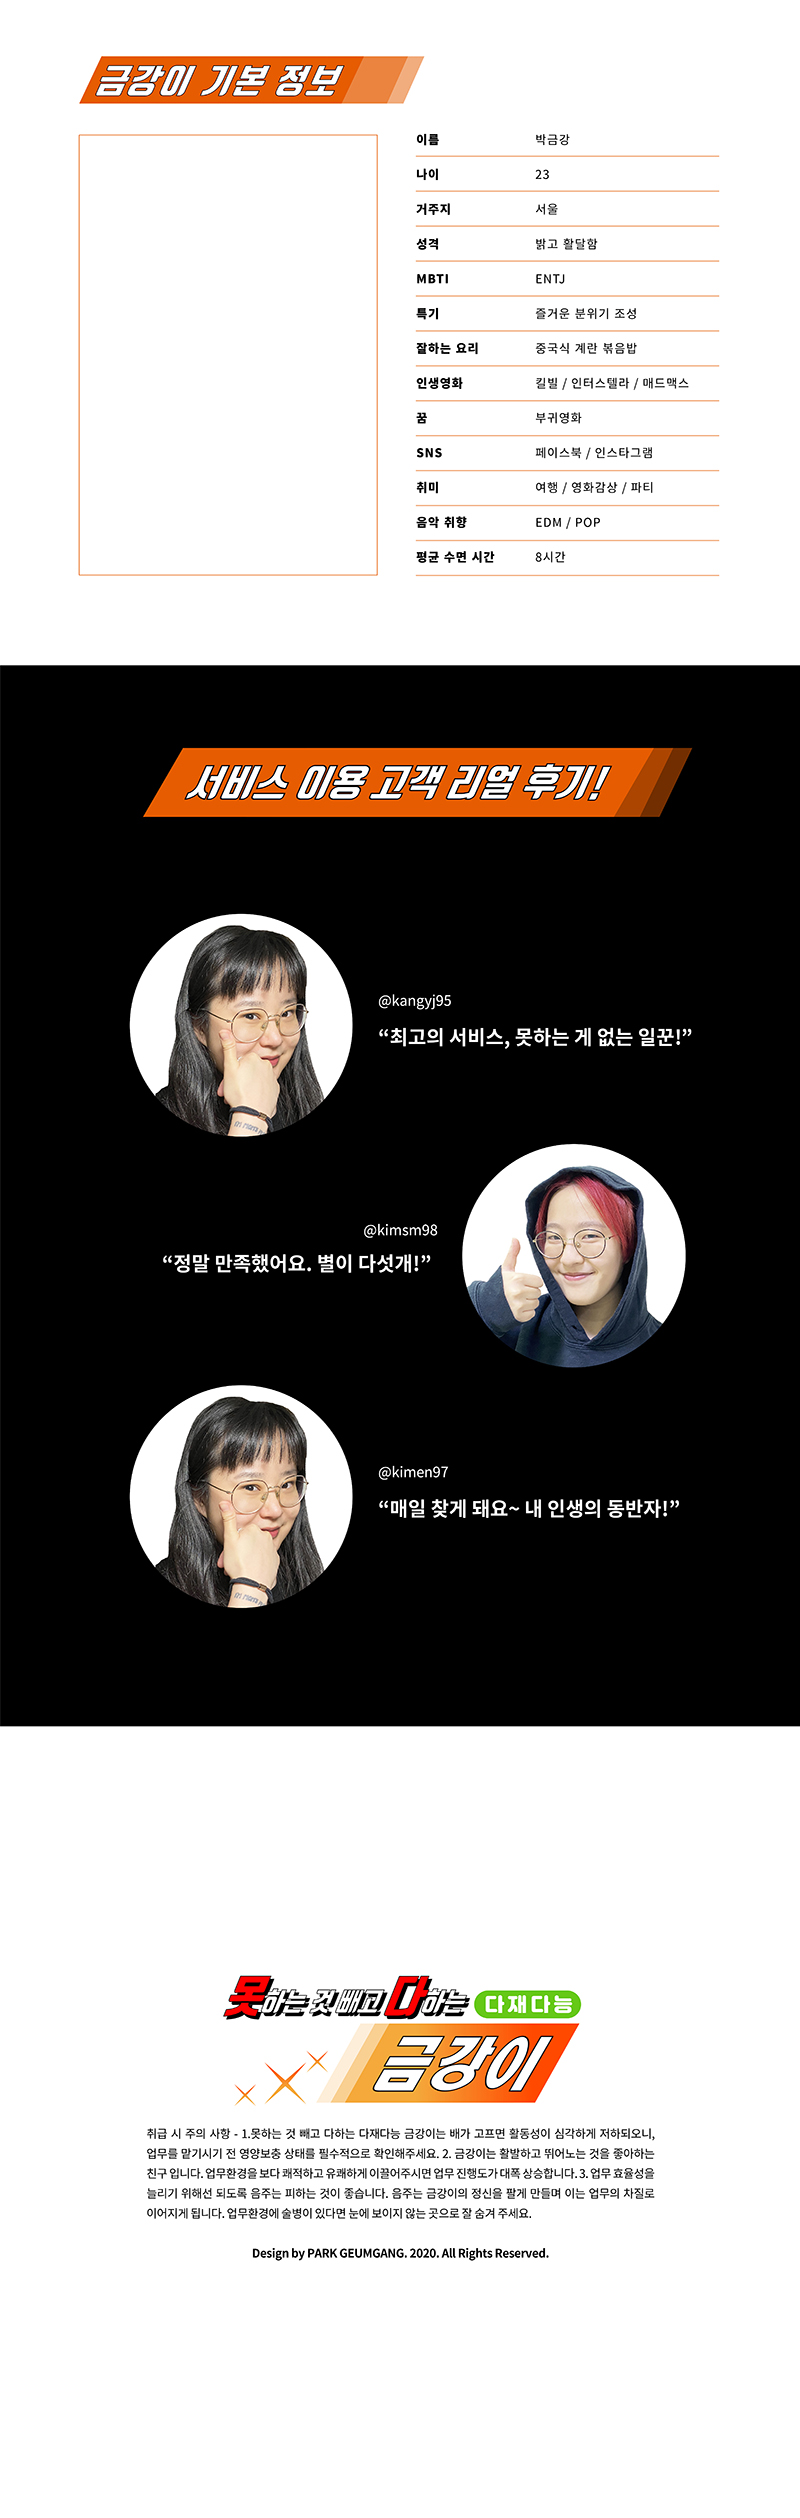 금강이 기본 정보
이름 박금강
나이 23
거주지 서울
성격 밝고 활달함
MBTI ENTJ
특기 즐거운 분위기 조성
잘하는 요리 중국식 계란 볶음밥
인생영화 킬빌 / 인터스텔라 / 매드맥스
꿈 부귀영화
SNS 페이스북 / 인스타그램
취미 여행 / 영화감상 / 파티
음악 취향 EDM / POP
평균 수면 시간 8시간
서비스 이용 고객 리얼 후기!
@kangyj95
“최고의 서비스, 못하는 게 없는 일꾼!”
@kimsm98
“정말 만족했어요. 별이 다섯개!”
@kimen97
“매일 찾게 돼요~ 내 인생의 동반자!”
못하는 것 빼고 다하는 다재다능
금강이
취급 시 주의 사항 - 1.못하는 것 빼고 다하는 다재다능 금강이는 배가 고프면 활동성이 심각하게 저하되오니,
업무를 맡기시기 전 영양보충 상태를 필수적으로 확인해주세요. 2. 금강이는 활발하고 뛰어노는 것을 좋아하는
친구 입니다. 업무환경을 보다 쾌적하고 유쾌하게 이끌어주시면 업무 진행도가 대폭 상승합니다. 3. 업무 효율성을
늘리기 위해선 되도록 음주는 피하는 것이 좋습니다. 음주는 금강이의 정신을 팔게 만들며 이는 업무의 차질로
이어지게 됩니다. 업무환경에 술병이 있다면 눈에 보이지 않는 곳으로 잘 숨겨 주세요.
Design by PARK GEUMGANG. 2020. All Rights Reserved.